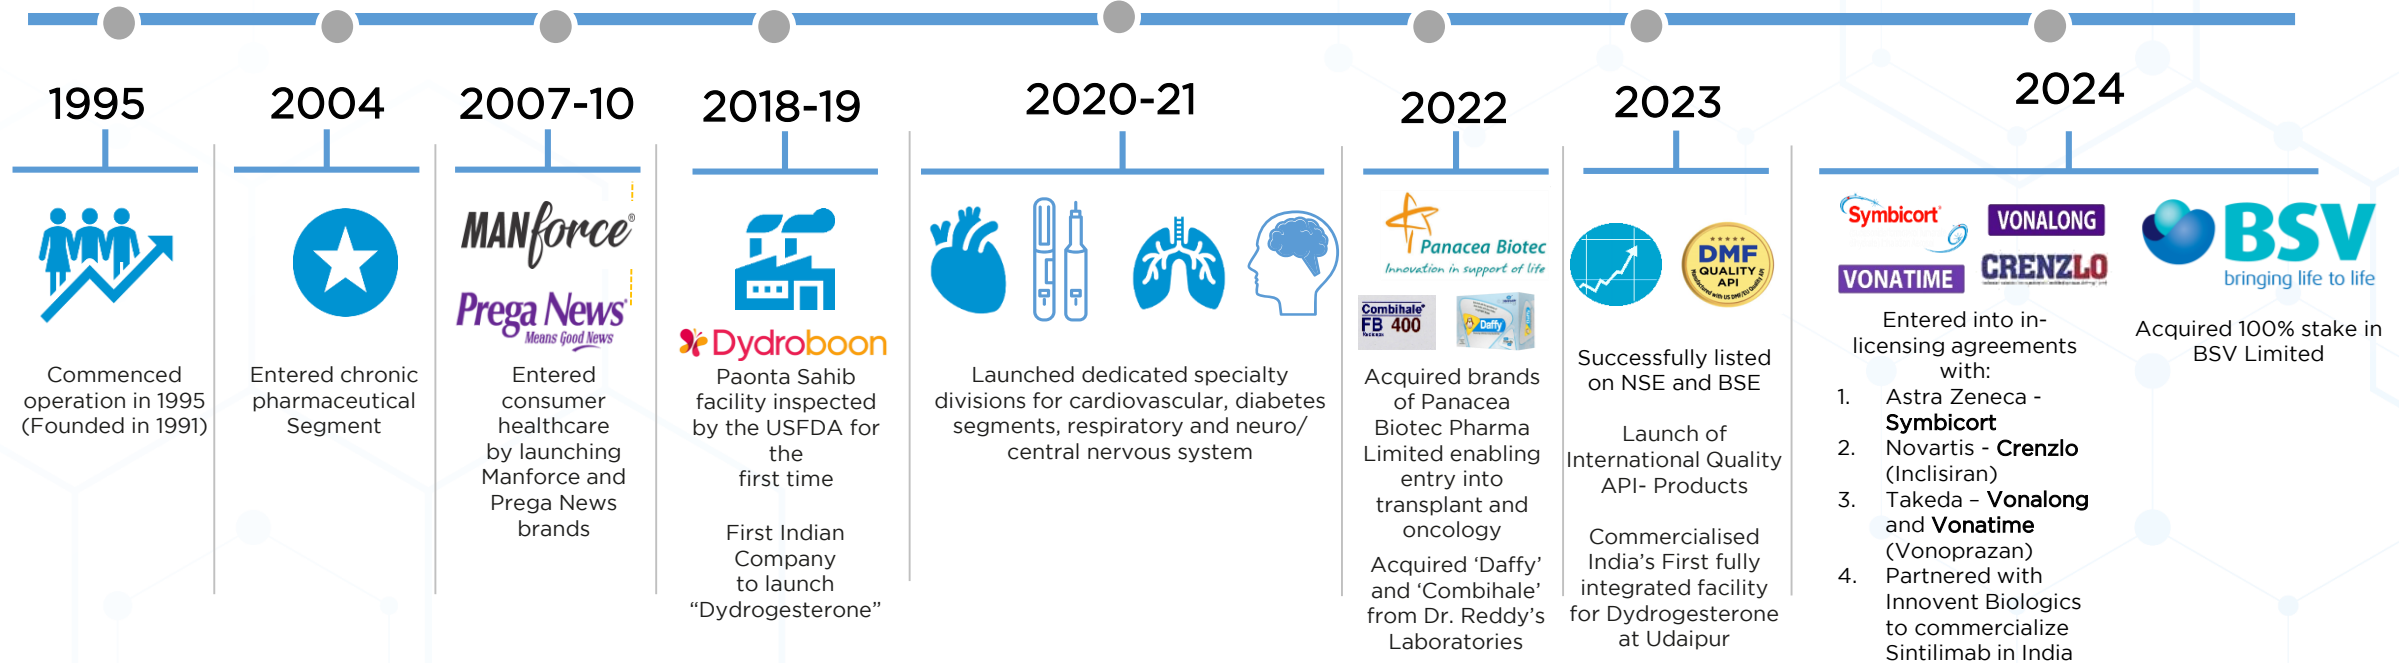 1995
Commenced
operation in 1995
(Founded in 1991)
2004
Entered chronic
pharmaceutical
Segment
2007-10
MANforce®
Prega News
Means Good News
Entered
consumer
healthcare
by launching
Manforce and
Prega News
brands
2018-19
Dydroboon
Paonta Sahib
facility inspected
by the USFDA for
the
first time
First Indian
Company
to launch
“Dydrogesterone”
2020-21
Launched dedicated specialty
divisions for cardiovascular, diabetes
segments, respiratory and neuro/
central nervous system
2022
Panacea Biotec
Innovation in support of life
Combihale
FB 400
Daffy
Acquired brands
of Panacea
Biotec Pharma
Limited enabling
entry into
transplant and
oncology
Acquired ‘Daffy’
and ‘Combihale’
from Dr. Reddy’s
Laboratories
2023
DMF
QUALITY
API
Successfully listed
on NSE and BSE
Launch of
International Quality
API- Products
Commercialised
India’s First fully
integrated facility
for Dydrogesterone
at Udaipur
2024
Symbicort
VONALONG
VONATIME
CRENZLO
Entered into in-
licensing agreements
with:
1. Astra Zeneca -
Symbicort
2. Novartis - Crenzlo
(Inclisiran)
3. Takeda – Vonalong
and Vonatime
(Vonoprazan)
4. Partnered with
Innovent Biologics
to commercialize
Sintilimab in India
BSV
bringing life to life
Acquired 100% stake in
BSV Limited